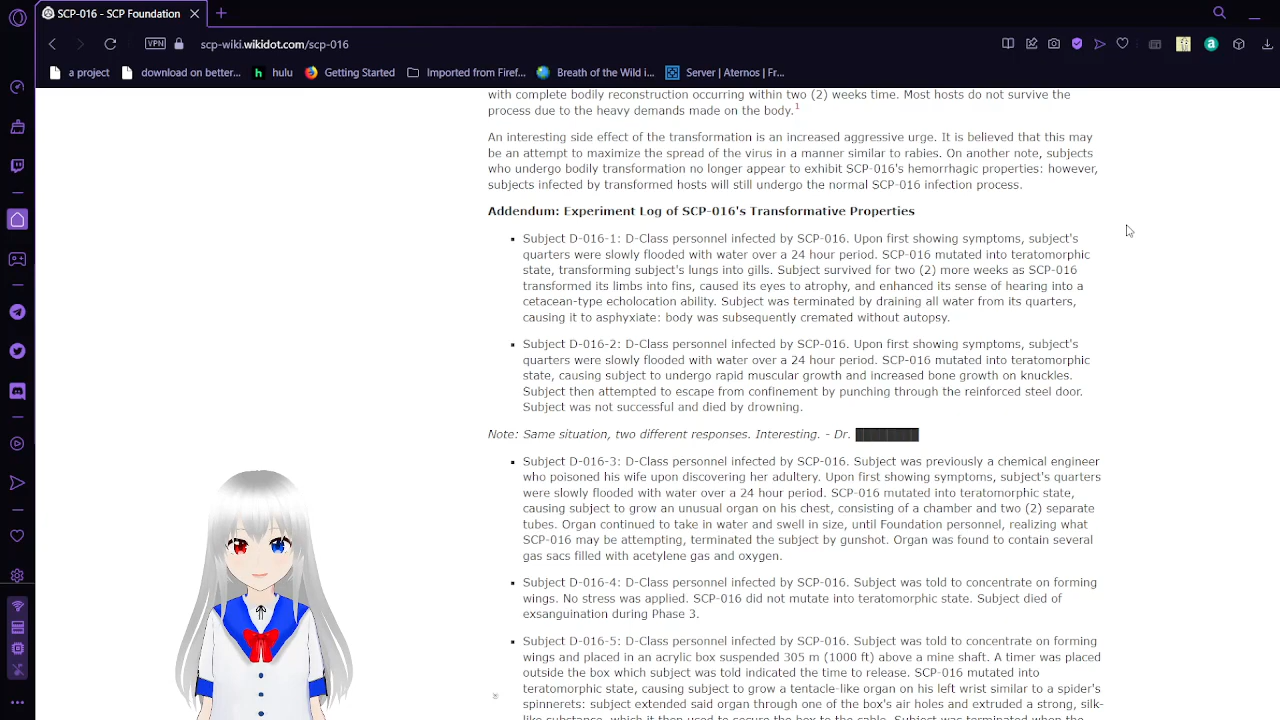 SCP-016 - SCP Foundation
VPN
scp-wiki.wikidot.com/scp-016
a project
download on better...
hulu
Getting Started
Imported from Firef...
Breath of the Wild i...
Server | Aternos | Fr...
with complete bodily reconstruction occurring within two (2) weeks time. Most hosts do not survive the
process due to the heavy demands made on the body.1
An interesting side effect of the transformation is an increased aggressive urge. It is believed that this may
be an attempt to maximize the spread of the virus in a manner similar to rabies. On another note, subjects
who undergo bodily transformation no longer appear to exhibit SCP-016's hemorrhagic properties: however,
subjects infected by transformed hosts will still undergo the normal SCP-016 infection process.
Addendum: Experiment Log of SCP-016's Transformative Properties
Subject D-016-1: D-Class personnel infected by SCP-016. Upon first showing symptoms, subject's
quarters were slowly flooded with water over a 24 hour period. SCP-016 mutated into teratomorphic
state, transforming subject's lungs into gills. Subject survived for two (2) more weeks as SCP-016
transformed its limbs into fins, caused its eyes to atrophy, and enhanced its sense of hearing into a
cetacean-type echolocation ability. Subject was terminated by draining all water from its quarters,
causing it to asphyxiate: body was subsequently cremated without autopsy.
Subject D-016-2: D-Class personnel infected by SCP-016. Upon first showing symptoms, subject's
quarters were slowly flooded with water over a 24 hour period. SCP-016 mutated into teratomorphic
state, causing subject to undergo rapid muscular growth and increased bone growth on knuckles.
Subject then attempted to escape from confinement by punching through the reinforced steel door.
Subject was not successful and died by drowning.
Note: Same situation, two different responses. Interesting. - Dr. ████████
Subject D-016-3: D-Class personnel infected by SCP-016. Subject was previously a chemical engineer
who poisoned his wife upon discovering her adultery. Upon first showing symptoms, subject's quarters
were slowly flooded with water over a 24 hour period. SCP-016 mutated into teratomorphic state,
causing subject to grow an unusual organ on his chest, consisting of a chamber and two (2) separate
tubes. Organ continued to take in water and swell in size, until Foundation personnel, realizing what
SCP-016 may be attempting, terminated the subject by gunshot. Organ was found to contain several
gas sacs filled with acetylene gas and oxygen.
Subject D-016-4: D-Class personnel infected by SCP-016. Subject was told to concentrate on forming
wings. No stress was applied. SCP-016 did not mutate into teratomorphic state. Subject died of
exsanguination during Phase 3.
Subject D-016-5: D-Class personnel infected by SCP-016. Subject was told to concentrate on forming
wings and placed in an acrylic box suspended 305 m (1000 ft) above a mine shaft. A timer was placed
outside the box which subject was told indicated the time to release. SCP-016 mutated into
teratomorphic state, causing subject to grow a tentacle-like organ on his left wrist similar to a spider's
spinnerets: subject extended said organ through one of the box's air holes and extruded a strong, silk-
like substance, which it then used to secure the box to the cable. Subject was terminated when the